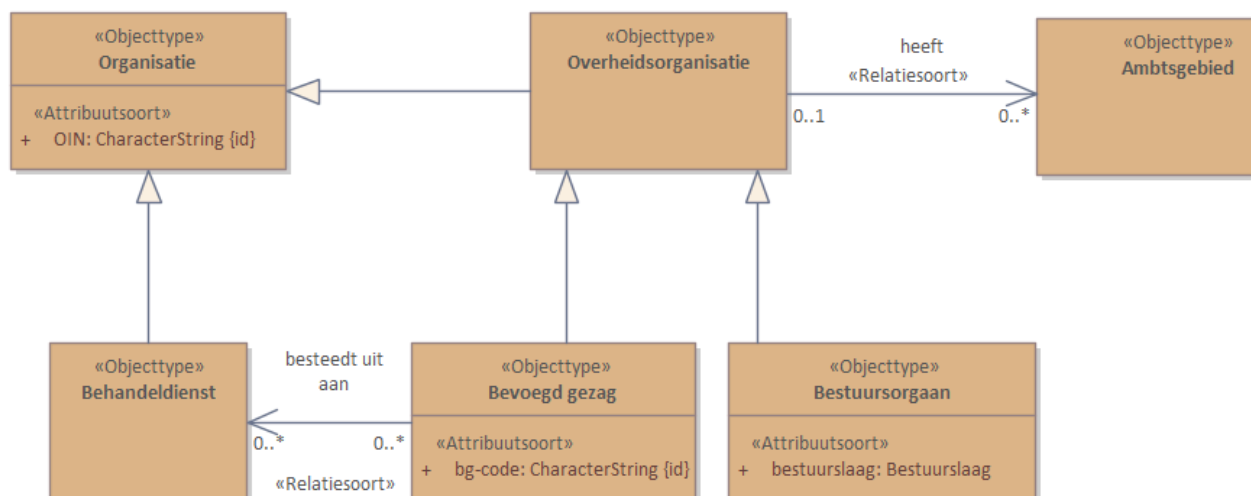 «Objecttype»
Organisatie
«Attribuutsoort»
+ OIN: CharacterString {id}
«Objecttype»
Overheidsorganisatie
heeft
«Relatiesoort»
0..1
0..*
«Objecttype»
Ambtsgebied
«Objecttype»
Behandeldienst
besteedt uit
aan
0..*
0..*
«Relatiesoort»
«Objecttype»
Bevoegd gezag
«Attribuutsoort»
+ bg-code: CharacterString {id}
«Objecttype»
Bestuursorgaan
«Attribuutsoort»
+ bestuurslaag: Bestuurslaag